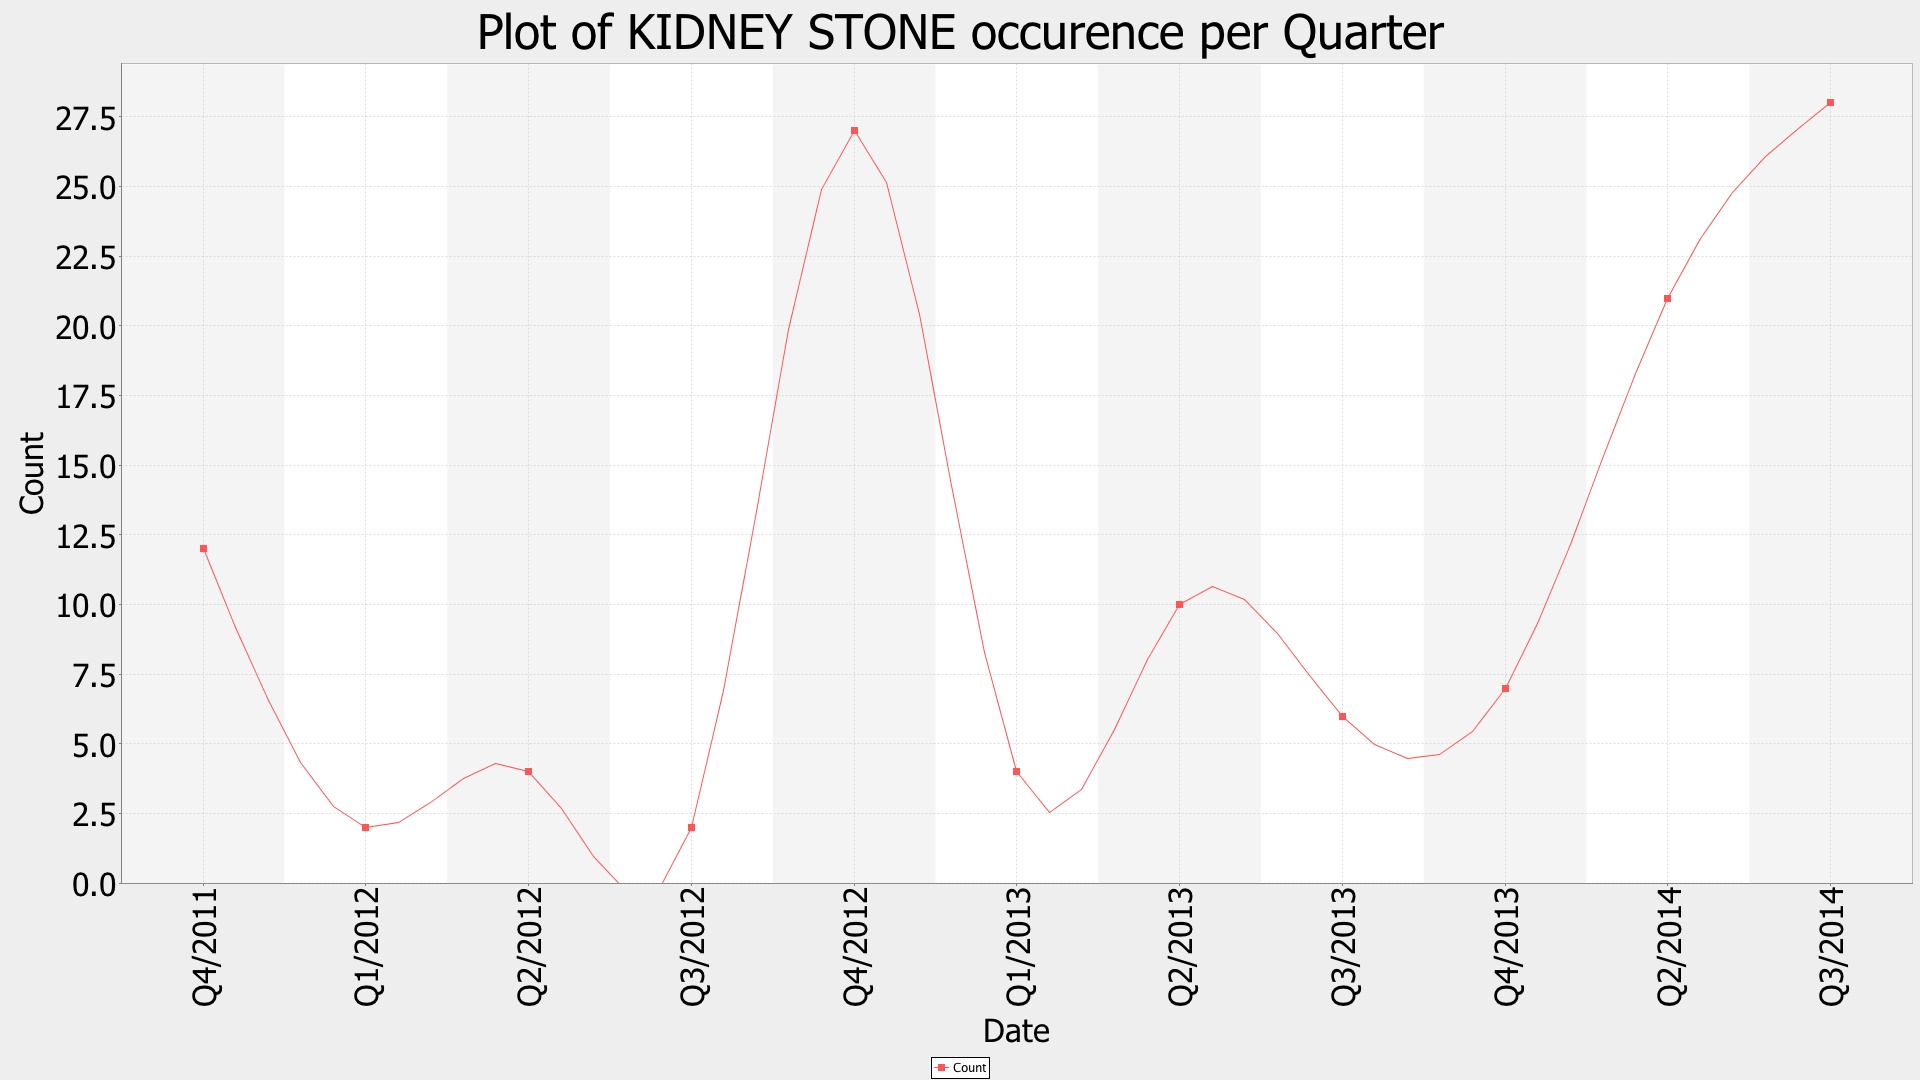 Plot of KIDNEY STONE occurence per Quarter
Count
27.5
25.0
22.5
20.0
17.5
15.0
12.5
10.0
7.5
5.0
2.5
0.0
Q4/2011
Q1/2012
Q2/2012
Q3/2012
Q4/2012
Q1/2013
Q2/2013
Q3/2013
Q4/2013
Q2/2014
Q3/2014
Date
Count